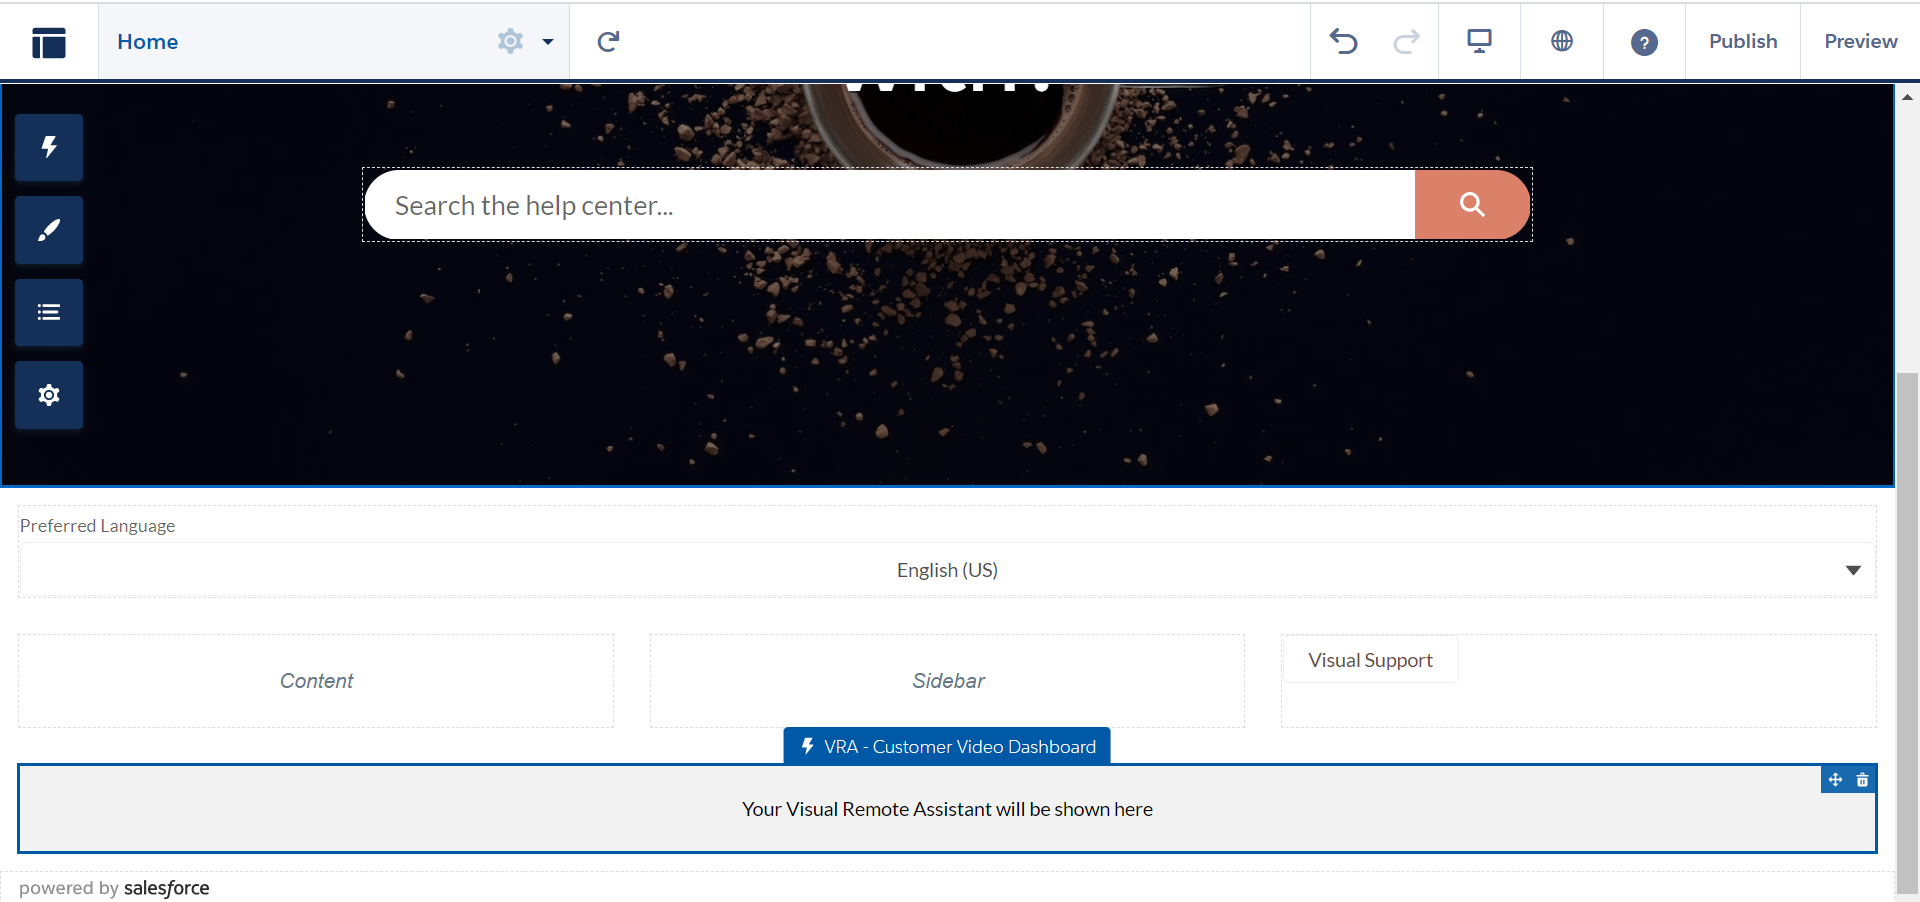 Home
Publish
Preview
Search the help center...
Preferred Language
English (US)
Content
Sidebar
Visual Support
VRA - Customer Video Dashboard
Your Visual Remote Assistant will be shown here
powered by salesforce